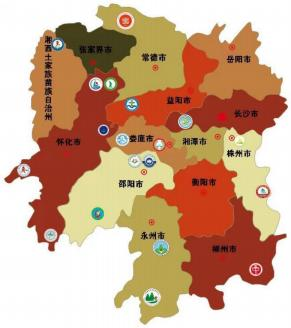 湘西土家族苗族自治州
张家界市
常德市
岳阳市
益阳市
长沙市
怀化市
娄底市
湘潭市
株州市
邵阳市
衡阳市
永州市
郴州市